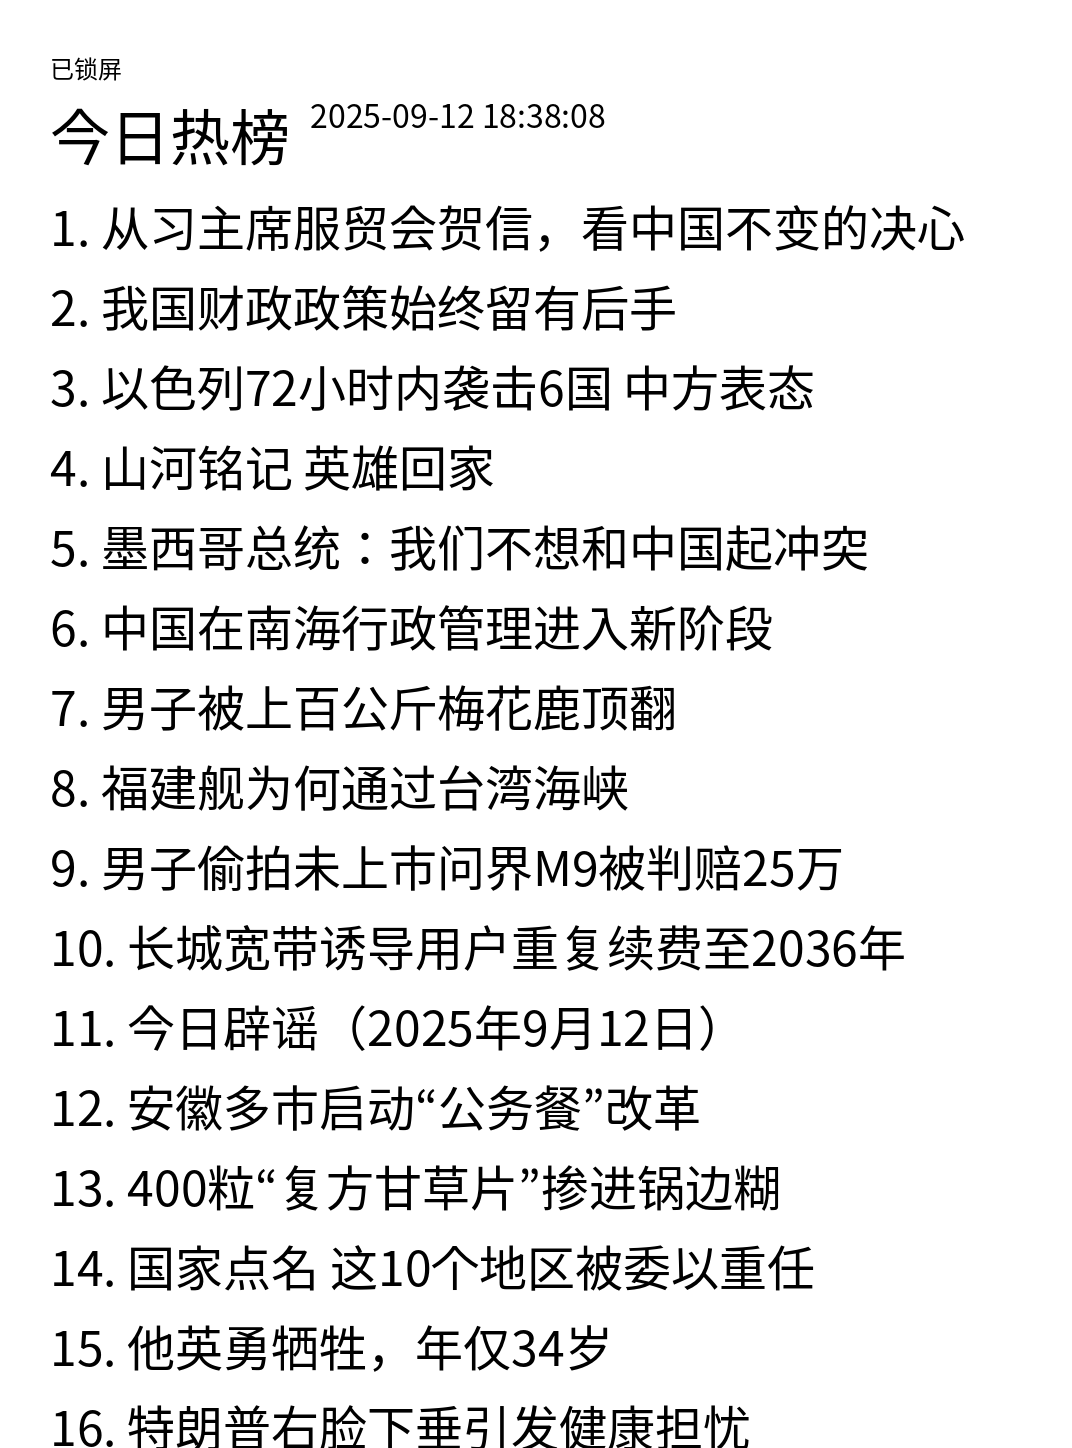 已锁屏
今日热榜 2025-09-12 18:38:08
1. 从习主席服贸会贺信，看中国不变的决心
2. 我国财政政策始终留有后手
3. 以色列72小时内袭击6国 中方表态
4. 山河铭记 英雄回家
5. 墨西哥总统：我们不想和中国起冲突
6. 中国在南海行政管理进入新阶段
7. 男子被上百公斤梅花鹿顶翻
8. 福建舰为何通过台湾海峡
9. 男子偷拍未上市问界M9被判赔25万
10. 长城宽带诱导用户重复续费至2036年
11. 今日辟谣（2025年9月12日）
12. 安徽多市启动“公务餐”改革
13. 400粒“复方甘草片”掺进锅边糊
14. 国家点名 这10个地区被委以重任
15. 他英勇牺牲，年仅34岁
16. 特朗普右脸下垂引发健康担忧